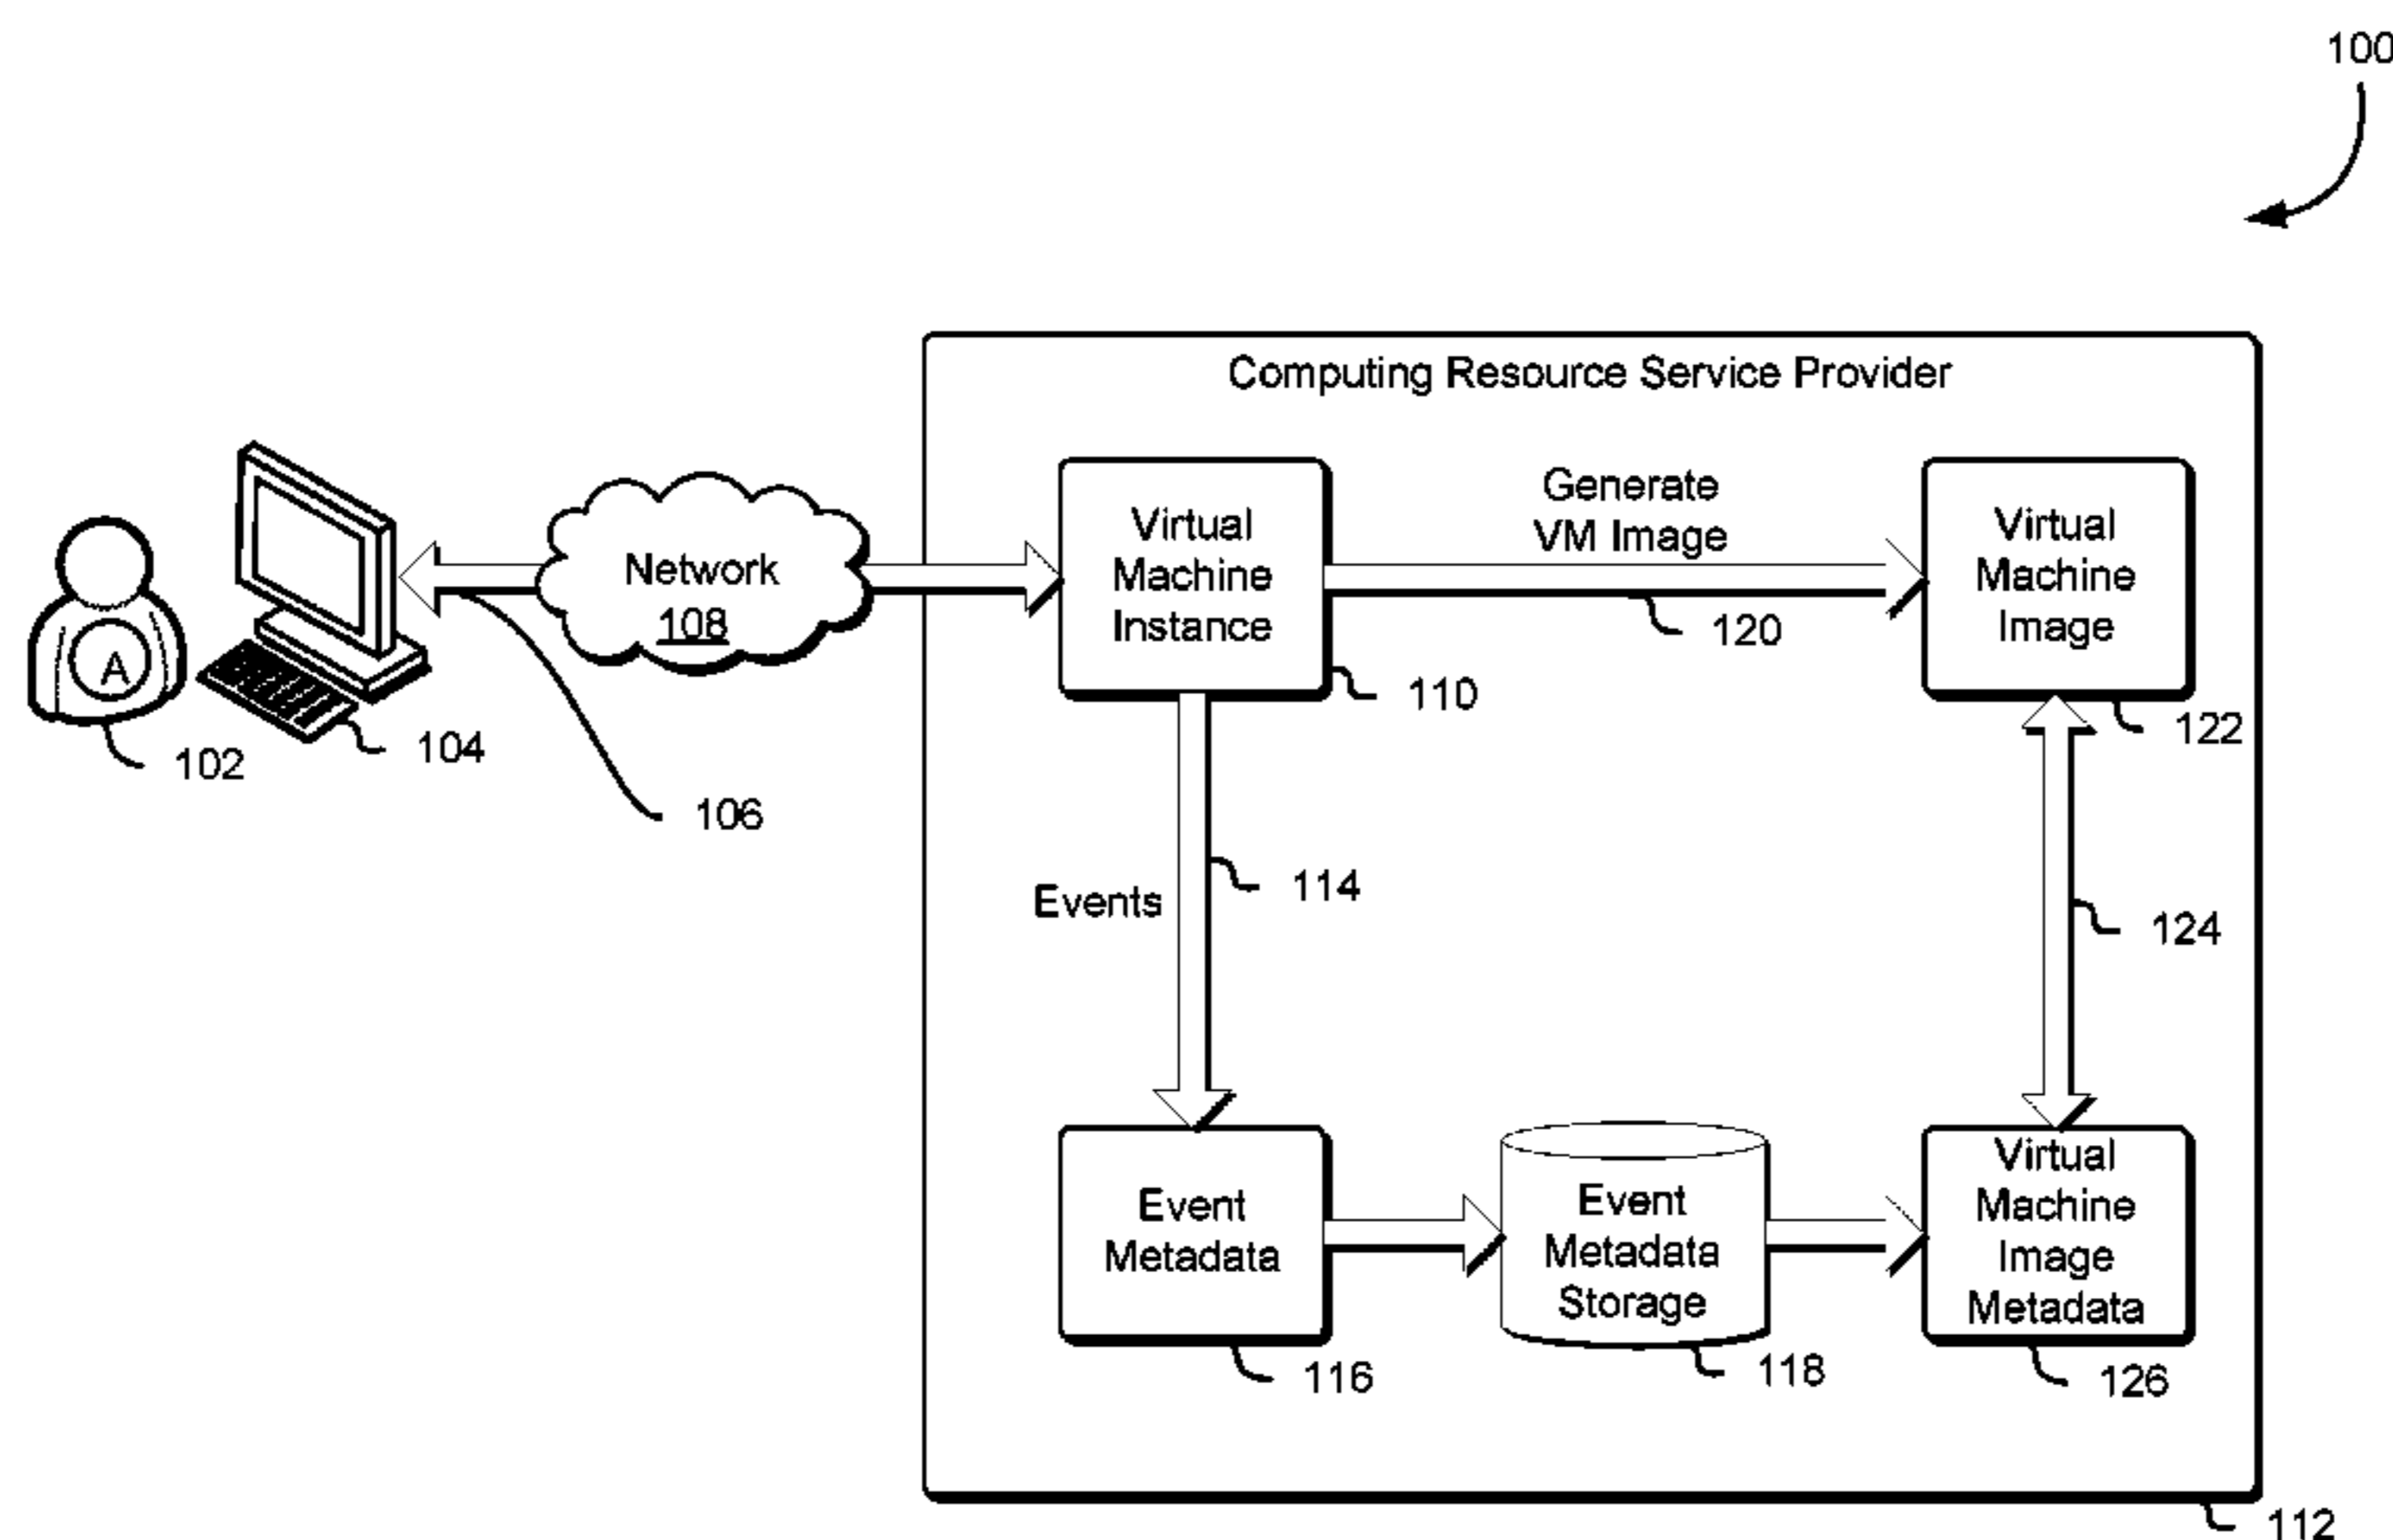 100
Computing Resource Service Provider
Network
108
Virtual
Machine
Instance
Generate
VM Image
Virtual
Machine
Image
A
120
110
122
102
104
106
Events
114
124
Event
Metadata
Event
Metadata
Storage
Virtual
Machine
Image
Metadata
116
118
126
112